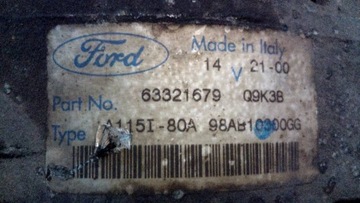 Ford Made in Italy
14 V 21-00
Part No. 63321679 Q9K3B
Type A115I-80A 98AB10300GG